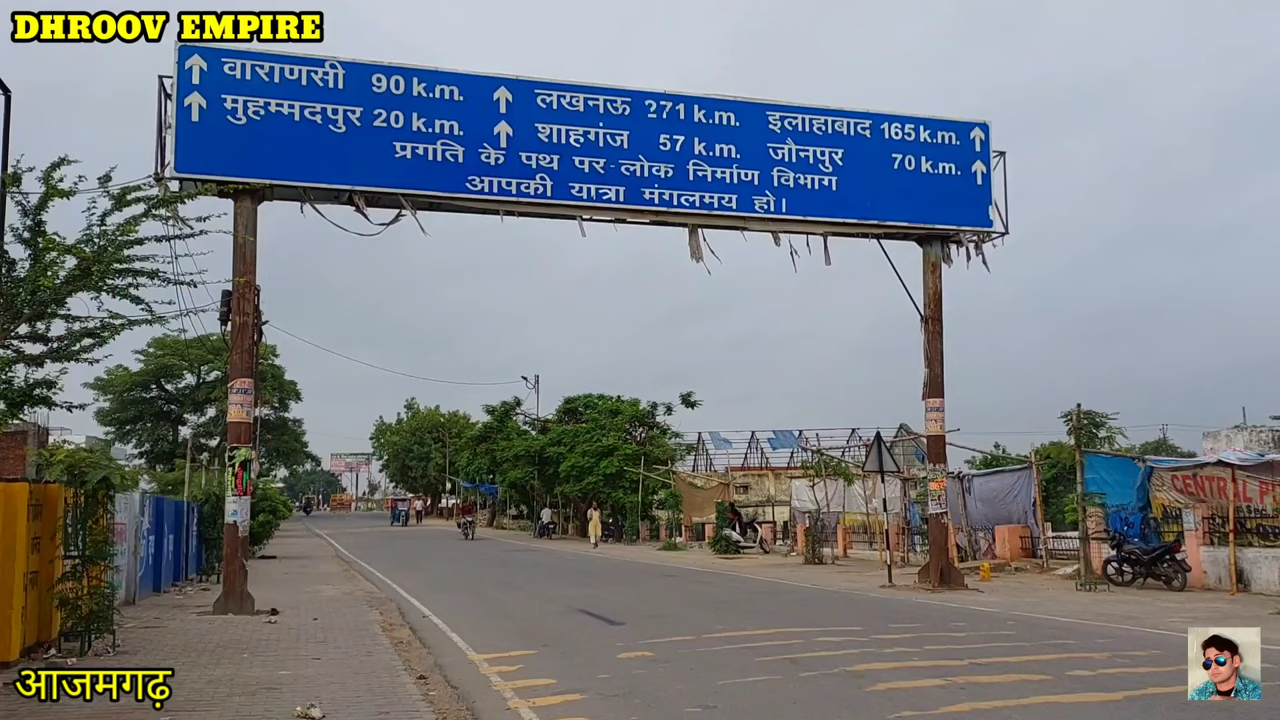 DHROOV EMPIRE
↑ वाराणसी 90 k.m. ↑ लखनऊ 271 k.m. इलाहाबाद 165 k.m. ↑
↑ मुहम्मदपुर 20 k.m. ↑ शाहगंज 57 k.m. जौनपुर 70 k.m. ↑
प्रगति के पथ पर-लोक निर्माण विभाग
आपकी यात्रा मंगलमय हो।
CENTRAL P
आजमगढ़